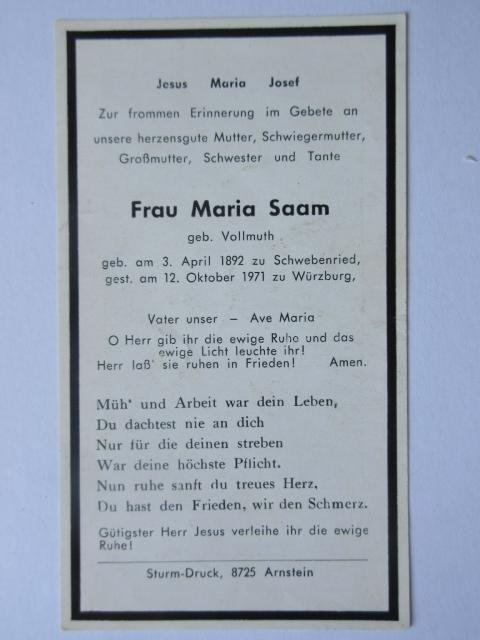 Jesus Maria Josef
Zur frommen Erinnerung im Gebete an
unsere herzensgute Mutter, Schwiegermutter,
Großmutter, Schwester und Tante
Frau Maria Saam
geb. Vollmuth
geb. am 3. April 1892 zu Schwebenried,
gest. am 12. Oktober 1971 zu Würzburg,
Vater unser – Ave Maria
O Herr gib ihr die ewige Ruhe und das
ewige Licht leuchte ihr!
Herr laß' sie ruhen in Frieden! Amen.
Müh' und Arbeit war dein Leben,
Du dachtest nie an dich
Nur für die deinen streben
War deine höchste Pflicht.
Nun ruhe sanft du treues Herz,
Du hast den Frieden, wir den Schmerz.
Gütigster Herr Jesus verleihe ihr die ewige
Ruhe!
Sturm-Druck, 8725 Arnstein